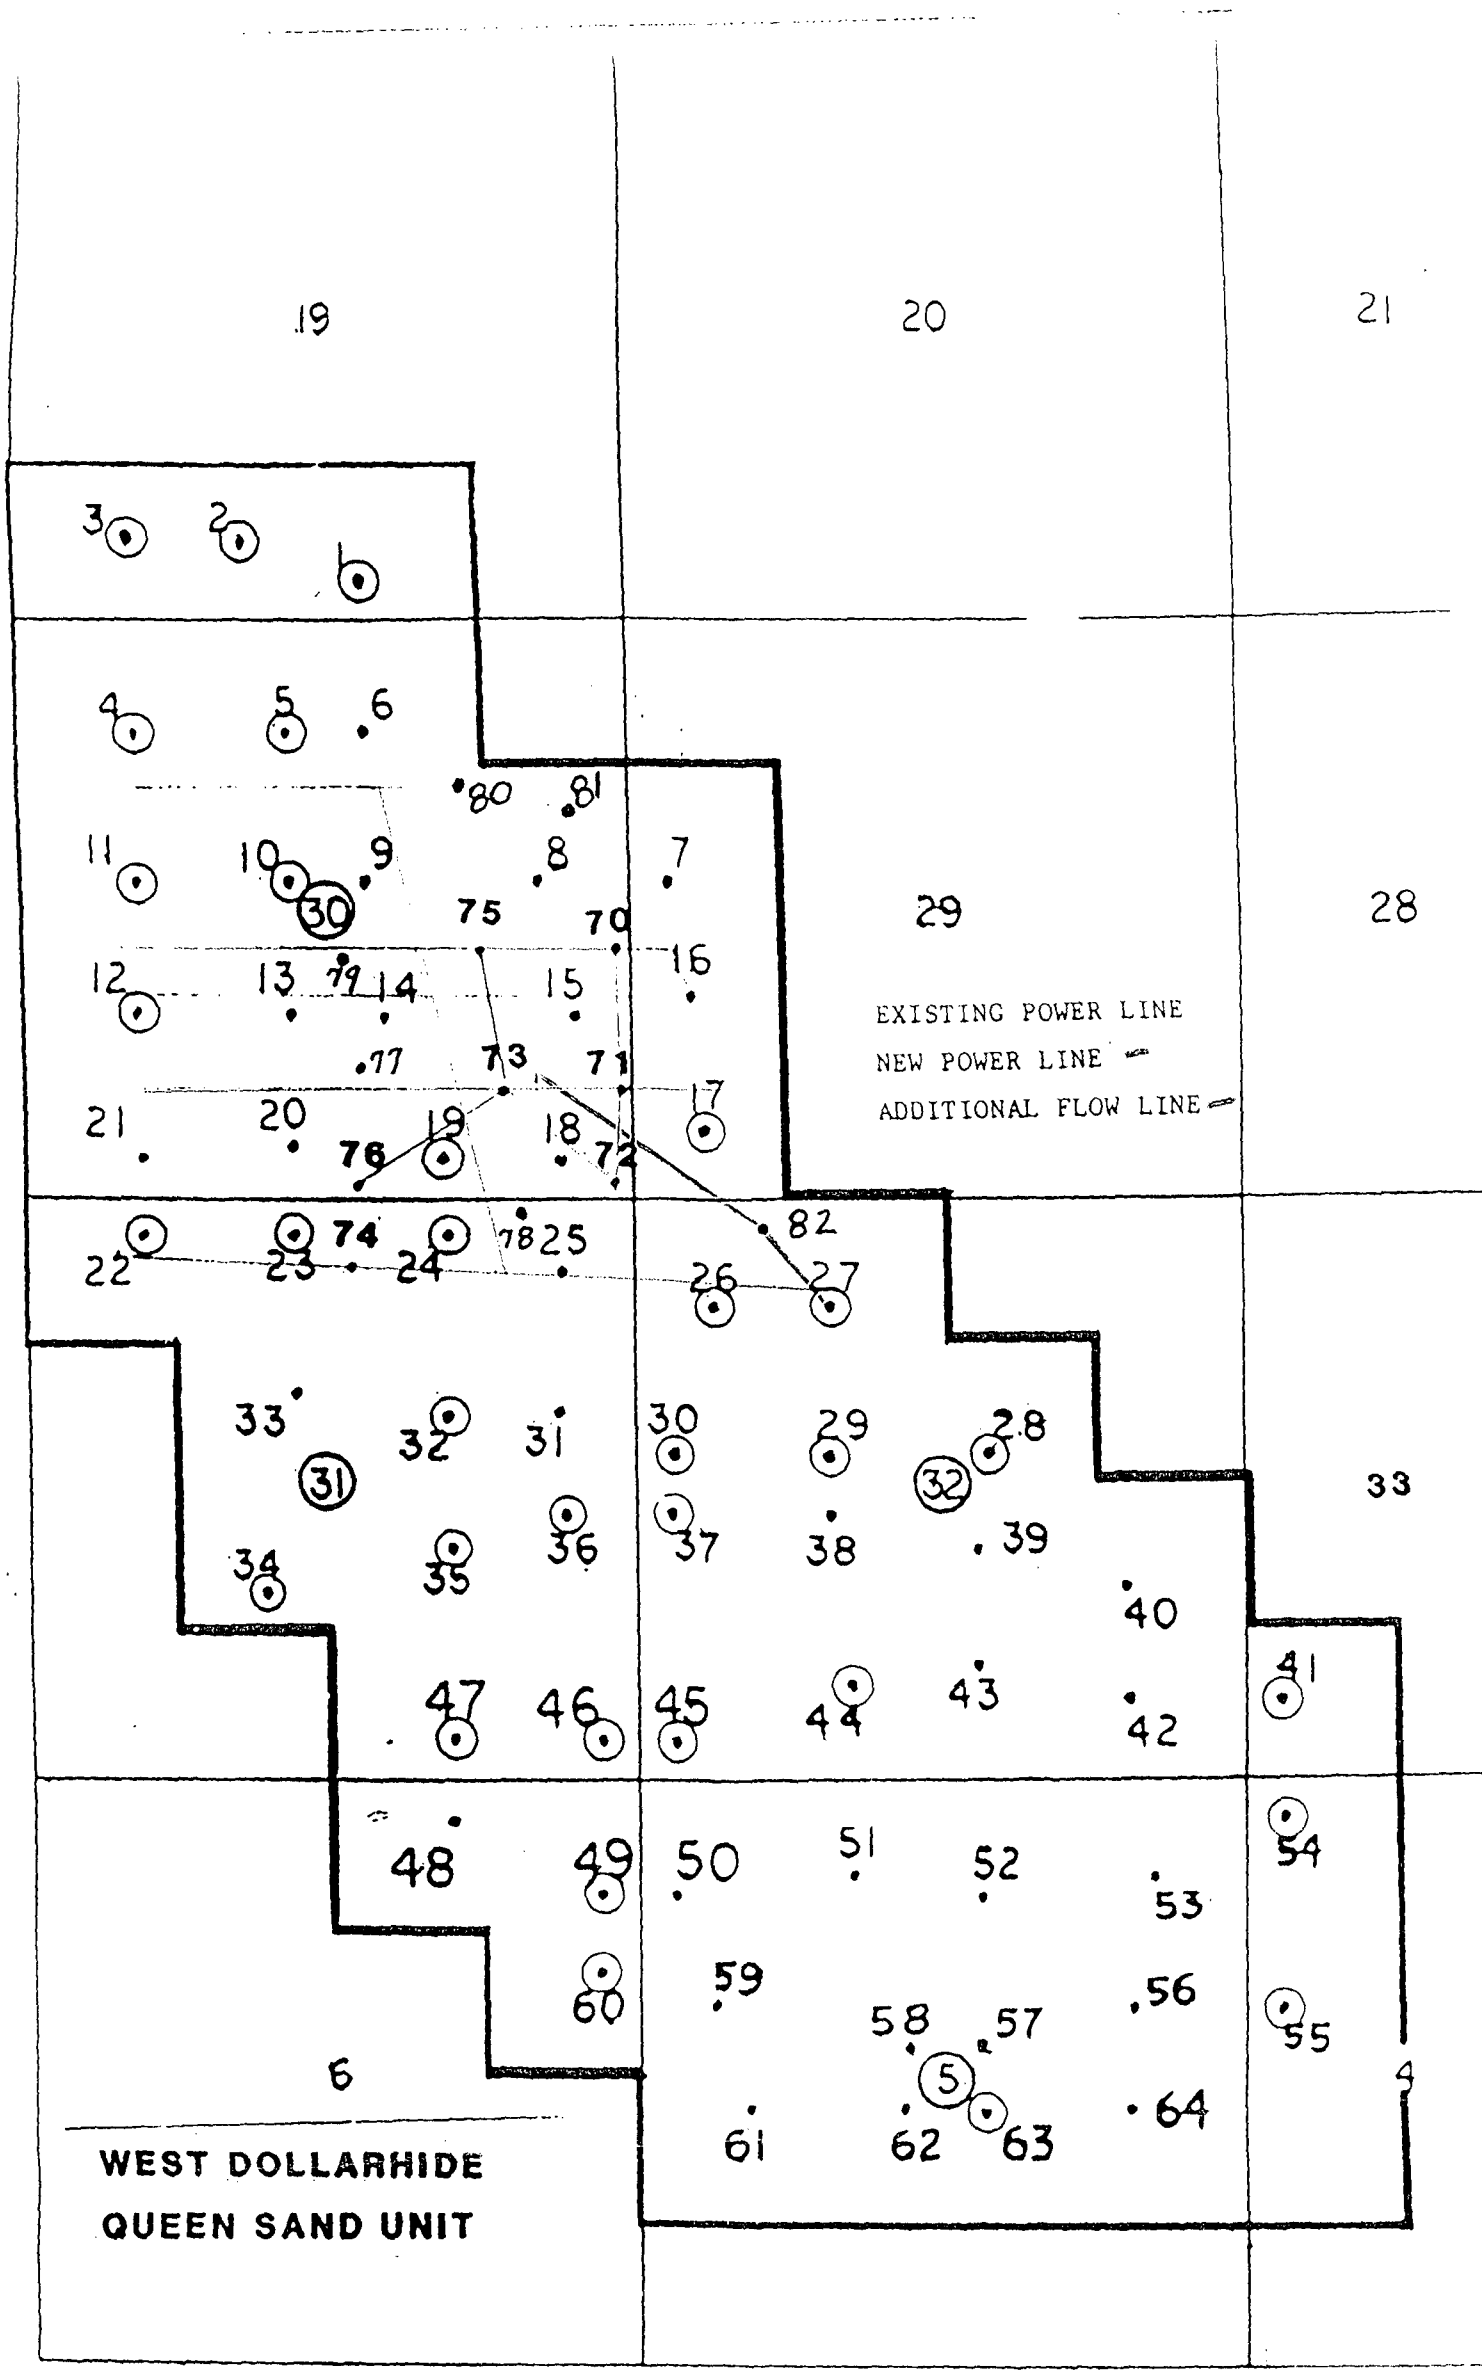 19 20 21
3 2 1
4 5 6
80 81
11 10 9 8 7
30 75 70 29 28
12 13 79 14 15 16
EXISTING POWER LINE
77 73 71
NEW POWER LINE
ADDITIONAL FLOW LINE
21 20 19 18 17
76 72
22 23 74 24 78 25 82
26 27
33 32 31 30 29 28
31 32 33
34 35 36 37 38 39
40
47 46 45 44 43 42 41
48 49 50 51 52 53 54
60 59 58 57 56 55
6 5 4
61 62 63 64
WEST DOLLARHIDE
QUEEN SAND UNIT